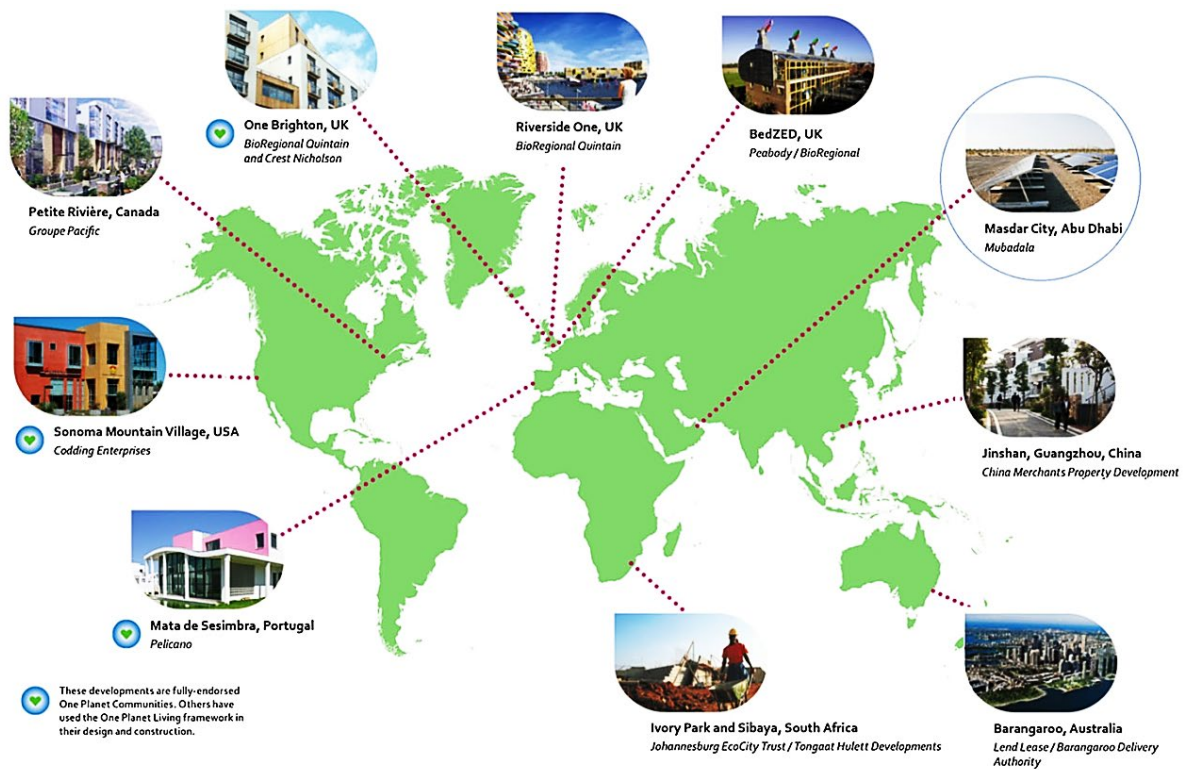 One Brighton, UK
BioRegional Quintain
and Crest Nicholson
Riverside One, UK
BioRegional Quintain
BedZED, UK
Peabody / BioRegional
Petite Rivière, Canada
Groupe Pacific
Masdar City, Abu Dhabi
Mubadala
Sonoma Mountain Village, USA
Codding Enterprises
Jinshan, Guangzhou, China
China Merchants Property Development
Mata de Sesimbra, Portugal
Pelicano
These developments are fully-endorsed
One Planet Communities. Others have
used the One Planet Living framework in
their design and construction.
Ivory Park and Sibaya, South Africa
Johannesburg EcoCity Trust / Tongaat Hulett Developments
Barangaroo, Australia
Lend Lease / Barangaroo Delivery
Authority